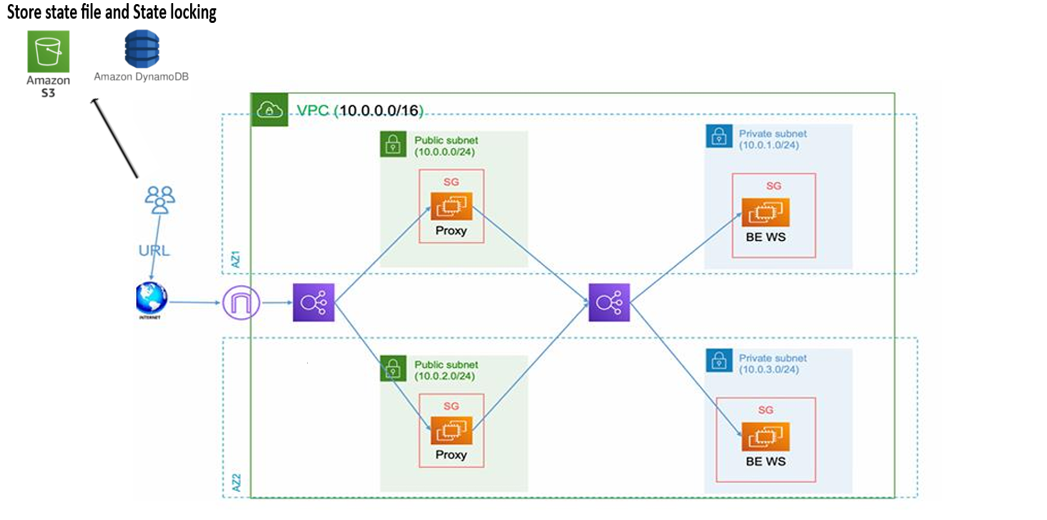 Store state file and State locking
Amazon
S3
Amazon DynamoDB
VPC (10.0.0.0/16)
Public subnet
(10.0.0.0/24)
SG
Proxy
Private subnet
(10.0.1.0/24)
SG
BE WS
AZ1
URL
INTERNET
Public subnet
(10.0.2.0/24)
SG
Proxy
Private subnet
(10.0.3.0/24)
SG
BE WS
AZ2